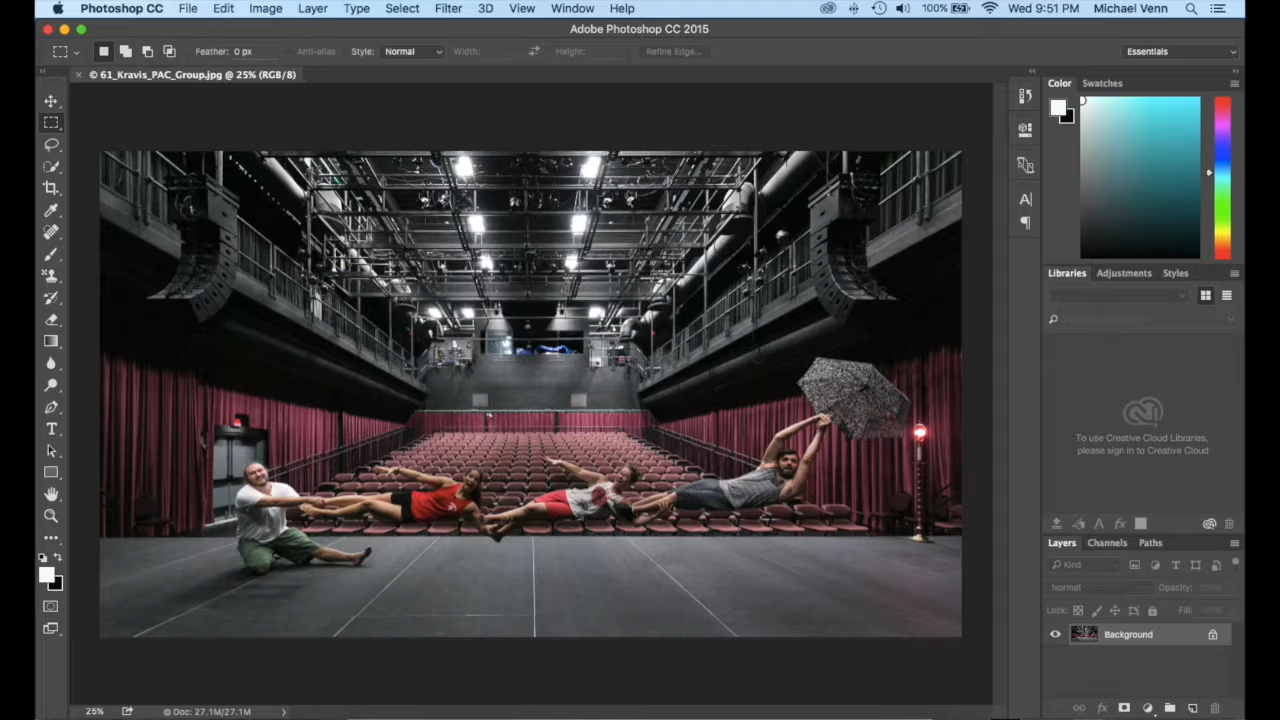 Photoshop CC File Edit Image Layer Type Select Filter 3D View Window Help 100% Wed 9:51 PM Michael Venn
Adobe Photoshop CC 2015
Feather: 0 px Anti-alias Style: Normal Width: Height: Refine Edge... Essentials
× © 61_Kravis_PAC_Group.jpg @ 25% (RGB/8)
Color Swatches
Libraries Adjustments Styles
To use Creative Cloud Libraries,
please sign in to Creative Cloud
Layers Channels Paths
Kind
Normal Opacity:
Lock: Fill:
Background
25% © Doc: 27.1M/27.1M